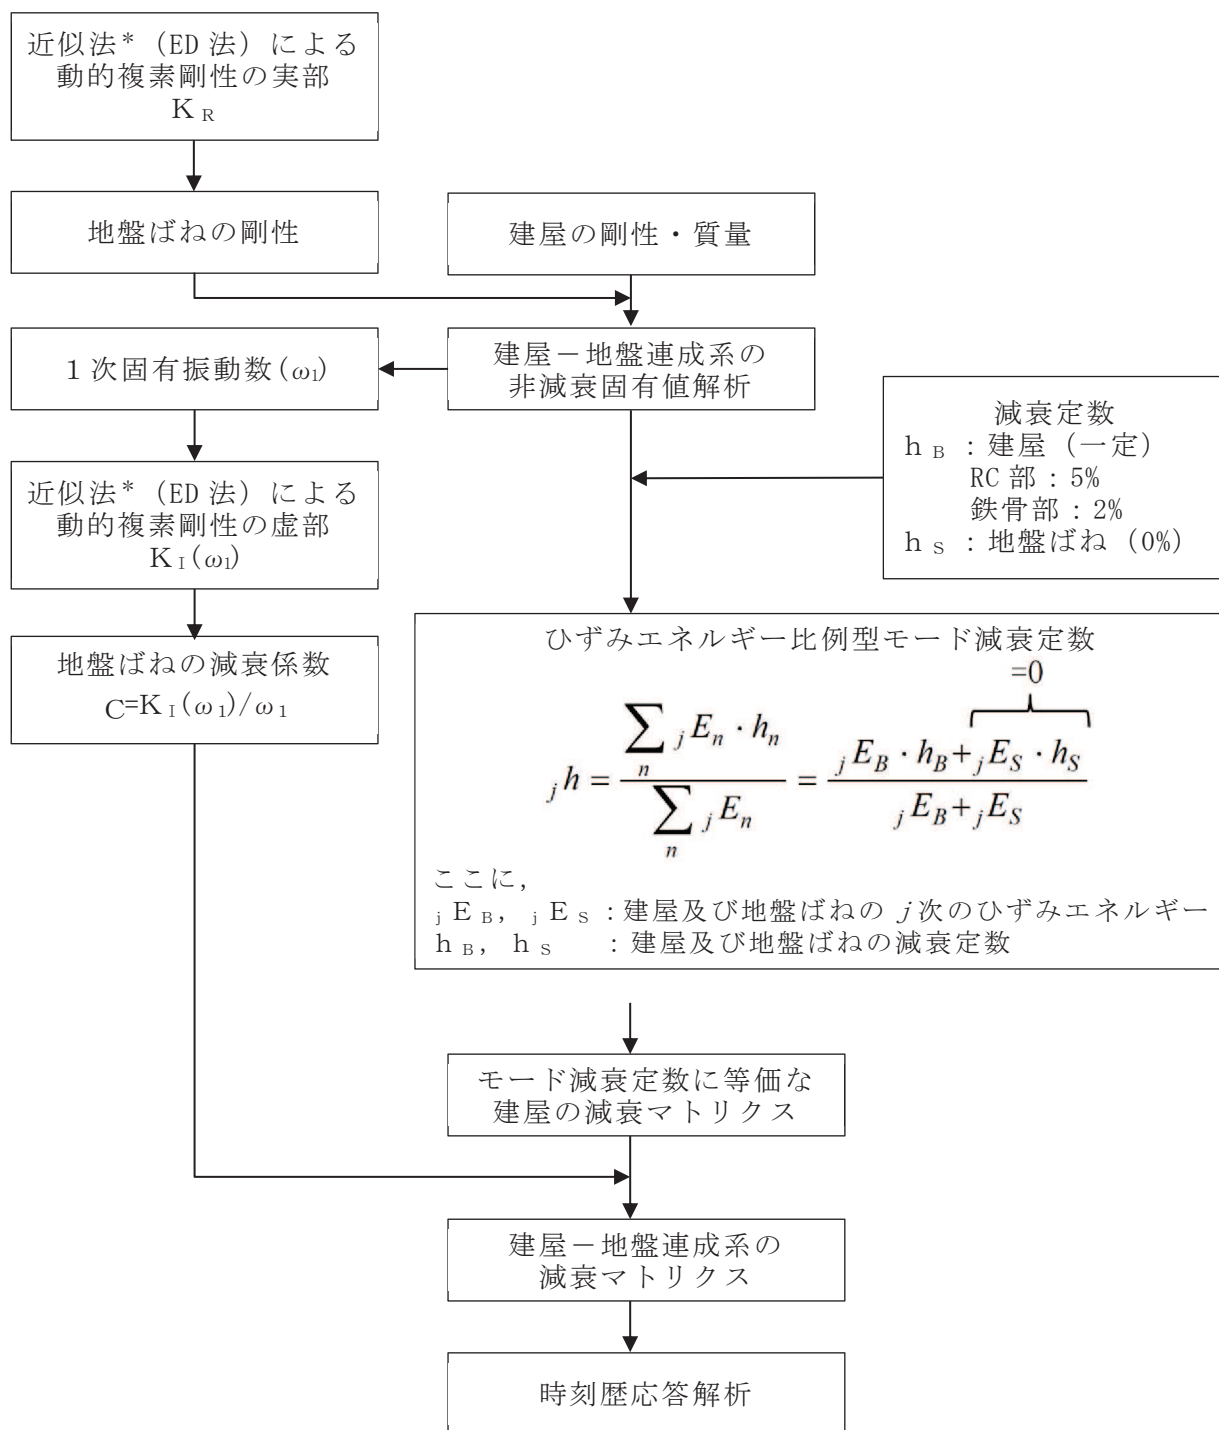 近似法*（ED法）による
動的複素剛性の実部
K R
地盤ばねの剛性
建屋の剛性・質量
建屋－地盤連成系の
非減衰固有値解析
1次固有振動数(ω1)
減衰定数
h B ：建屋（一定）
RC部：5%
鉄骨部：2%
h S ：地盤ばね（0%）
近似法*（ED法）による
動的複素剛性の虚部
K I(ω1)
地盤ばねの減衰係数
C=K I(ω1)/ω1
ひずみエネルギー比例型モード減衰定数
=0
j h = ∑n j En · hn / ∑n j En = (j EB · hB + j ES · hS) / (j EB + j ES)
ここに,
j E B, j E S ：建屋及び地盤ばねの j次のひずみエネルギー
h B, h S ：建屋及び地盤ばねの減衰定数
モード減衰定数に等価な
建屋の減衰マトリクス
建屋－地盤連成系の
減衰マトリクス
時刻歴応答解析